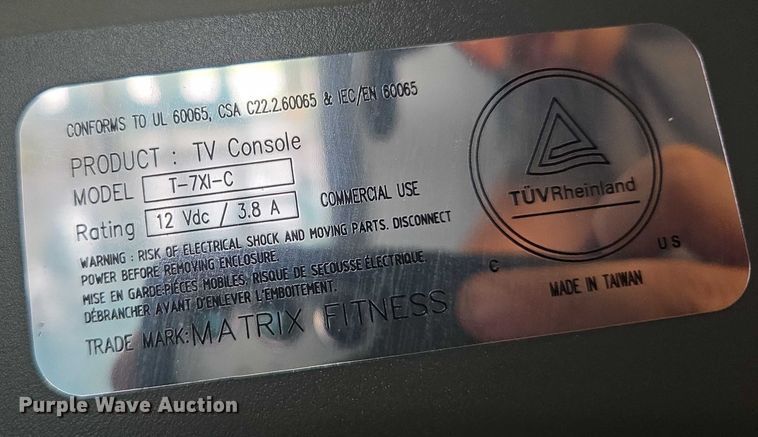 CONFORMS TO UL 60065, CSA C22.2.60065 & IEC/EN 60065
PRODUCT : TV Console
MODEL T-7XI-C
Rating 12 Vdc / 3.8 A COMMERCIAL USE
WARNING : RISK OF ELECTRICAL SHOCK AND MOVING PARTS. DISCONNECT
POWER BEFORE REMOVING ENCLOSURE.
MISE EN GARDE-PIÈCES MOBILES, RISQUE DE SECOUSSE ÉLECTRIQUE,
DÉBRANCHER AVANT D'ENLEVER L'EMBOITEMENT.
TRADE MARK: MATRIX FITNESS
TÜVRheinland
C US
MADE IN TAIWAN
Purple Wave Auction